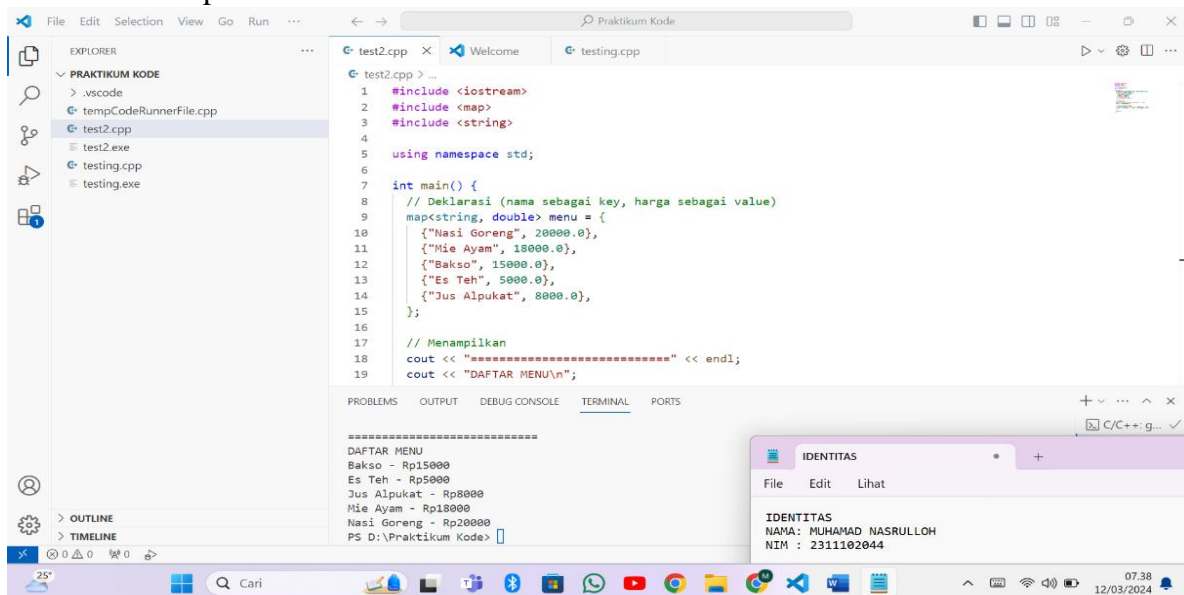 File Edit Selection View Go Run ...
Praktikum Kode
EXPLORER ...
PRAKTIKUM KODE
> .vscode
tempCodeRunnerFile.cpp
test2.cpp
test2.exe
testing.cpp
testing.exe
> OUTLINE
> TIMELINE
test2.cpp Welcome testing.cpp
test2.cpp > ...
1 #include <iostream>
2 #include <map>
3 #include <string>
4
5 using namespace std;
6
7 int main() {
8 // Deklarasi (nama sebagai key, harga sebagai value)
9 map<string, double> menu = {
10 {"Nasi Goreng", 20000.0},
11 {"Mie Ayam", 18000.0},
12 {"Bakso", 15000.0},
13 {"Es Teh", 5000.0},
14 {"Jus Alpukat", 8000.0},
15 };
16
17 // Menampilkan
18 cout << "============================" << endl;
19 cout << "DAFTAR MENU\n";
PROBLEMS OUTPUT DEBUG CONSOLE TERMINAL PORTS
C/C++: g...
============================
DAFTAR MENU
Bakso - Rp15000
Es Teh - Rp5000
Jus Alpukat - Rp8000
Mie Ayam - Rp18000
Nasi Goreng - Rp20000
PS D:\Praktikum Kode>
IDENTITAS
File Edit Lihat
IDENTITAS
NAMA: MUHAMAD NASRULLOH
NIM : 2311102044
0 0 0
25°
Cari
07.38
12/03/2024